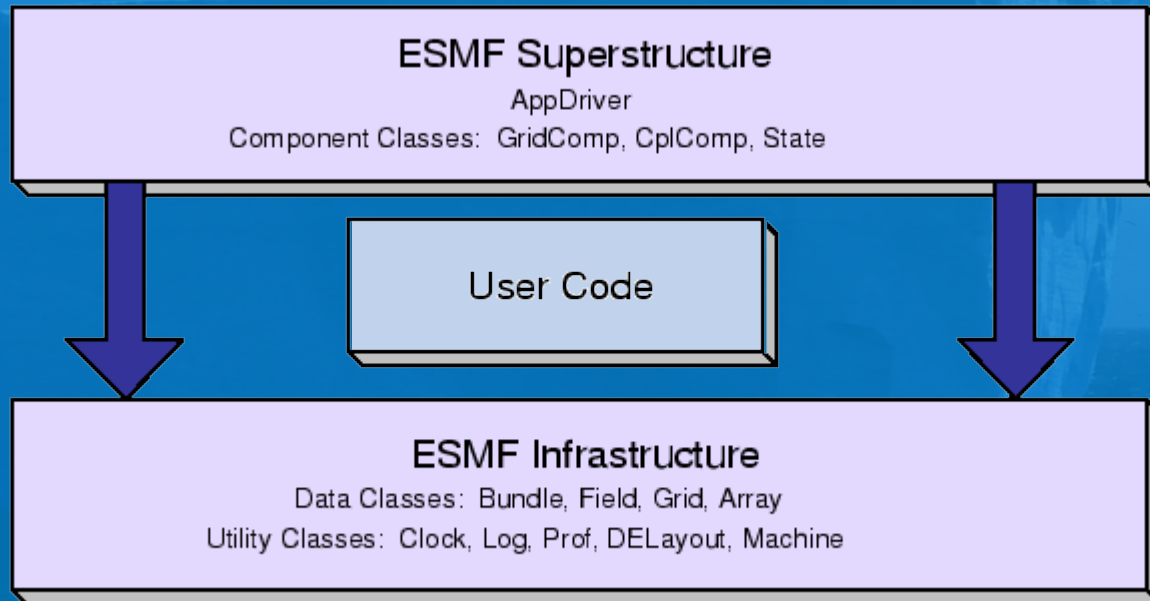 ESMF Superstructure
AppDriver
Component Classes: GridComp, CplComp, State
User Code
ESMF Infrastructure
Data Classes: Bundle, Field, Grid, Array
Utility Classes: Clock, Log, Prof, DELayout, Machine